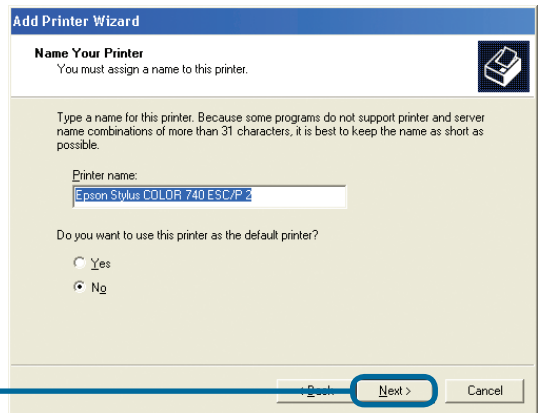 Add Printer Wizard
Name Your Printer
You must assign a name to this printer.
Type a name for this printer. Because some programs do not support printer and server
name combinations of more than 31 characters, it is best to keep the name as short as
possible.
Printer name:
Epson Stylus COLOR 740 ESC/P 2
Do you want to use this printer as the default printer?
Yes
No
< Back Next > Cancel